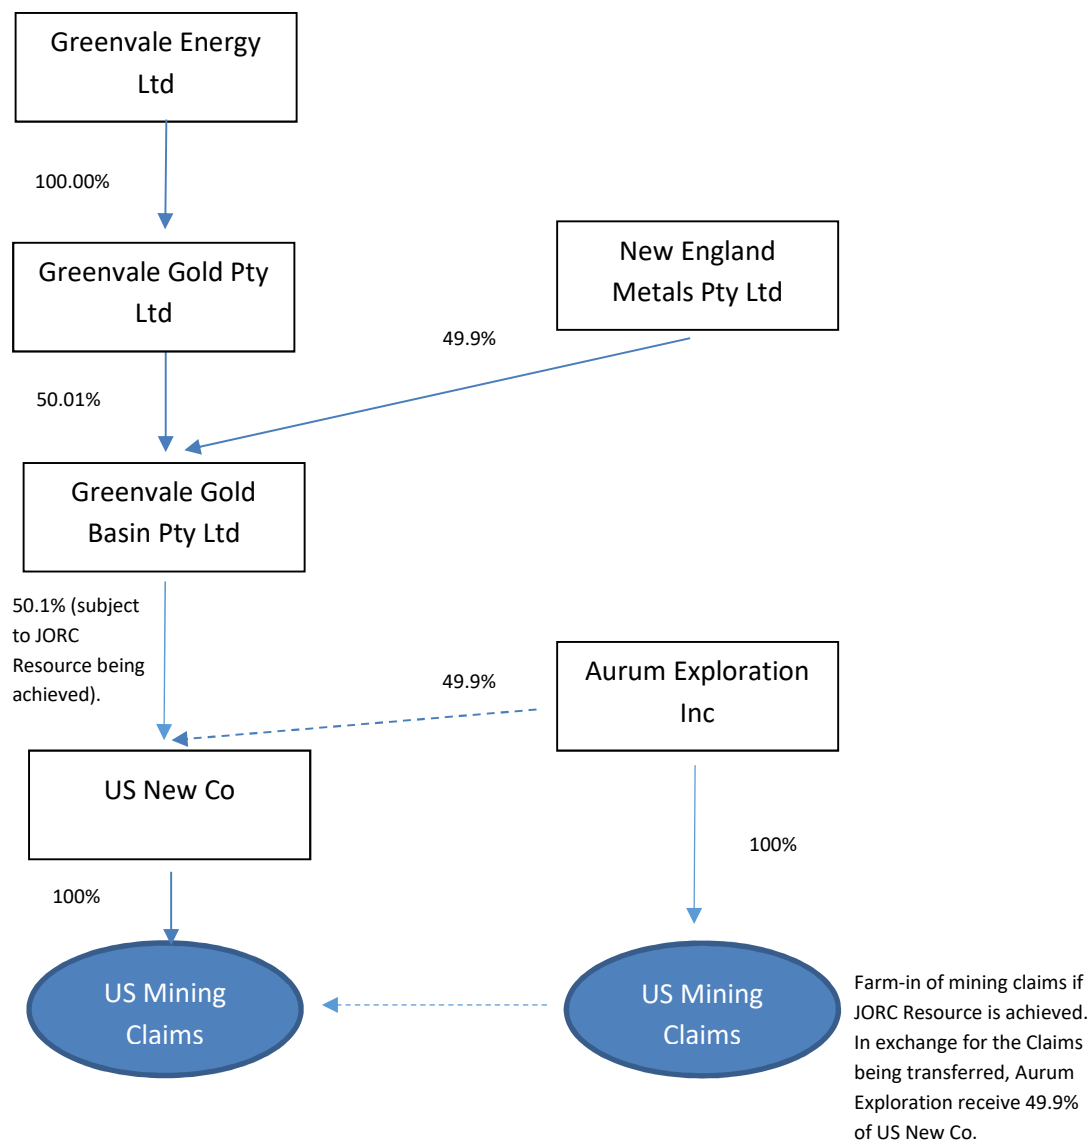 Greenvale Energy
Ltd
100.00%
Greenvale Gold Pty
Ltd
New England
Metals Pty Ltd
49.9%
50.01%
Greenvale Gold
Basin Pty Ltd
50.1% (subject
to JORC
Resource being
achieved).
49.9%
Aurum Exploration
Inc
US New Co
100%
100%
US Mining
Claims
US Mining
Claims
Farm-in of mining claims if
JORC Resource is achieved.
In exchange for the Claims
being transferred, Aurum
Exploration receive 49.9%
of US New Co.